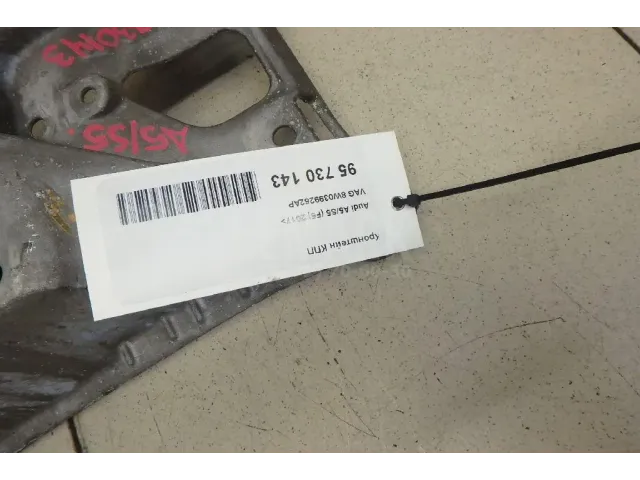 Кронштейн КПП
Audi A5/S5 (F5) 2017>
VAG 8W0399262AP
95 730 143
A5/S5.